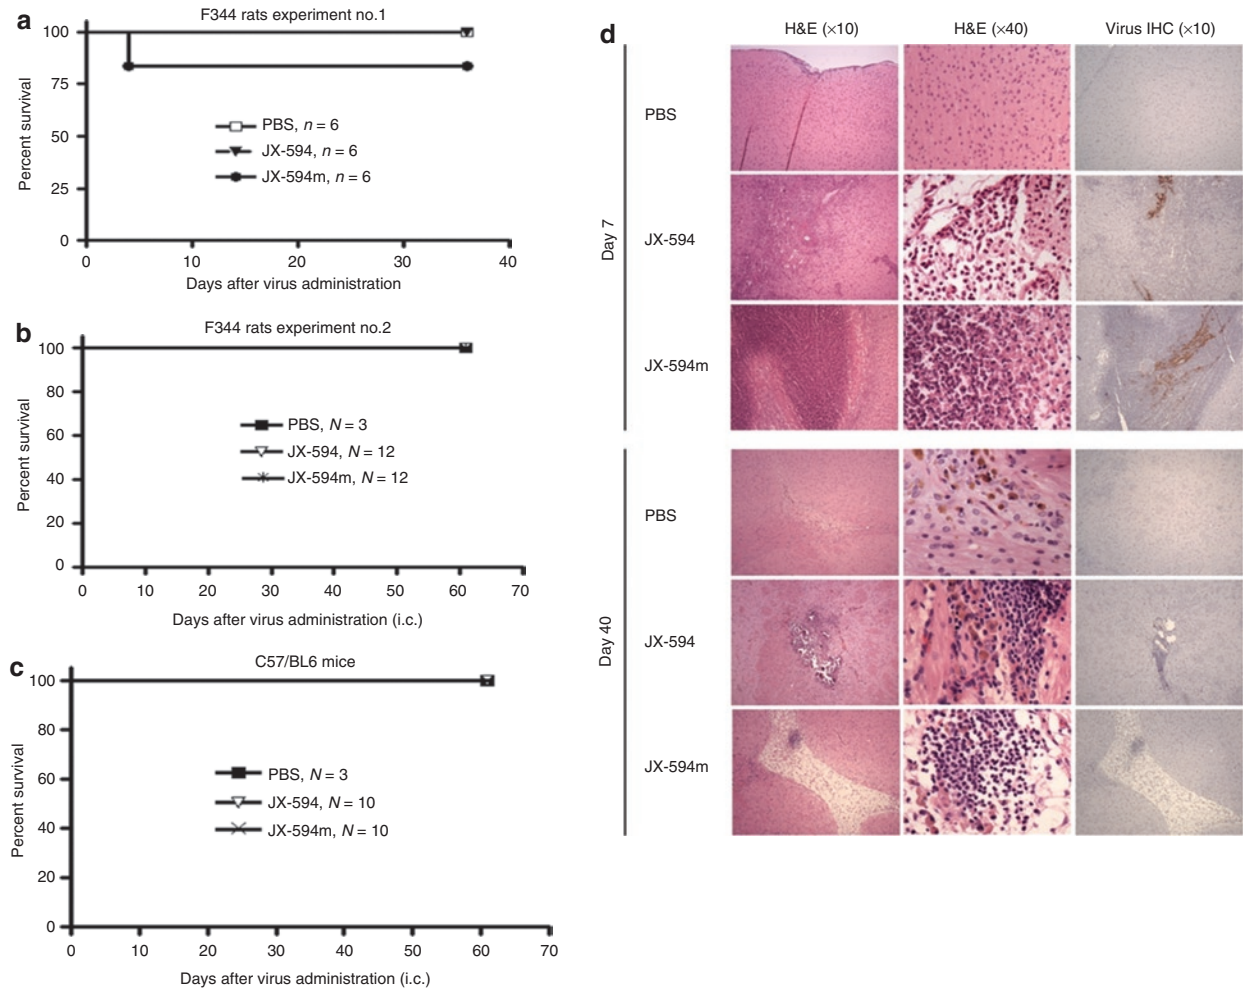 a
F344 rats experiment no.1
100
75
50
25
0
Percent survival
PBS, n = 6
JX-594, n = 6
JX-594m, n = 6
0 10 20 30 40
Days after virus administration
b
F344 rats experiment no.2
100
80
60
40
20
0
Percent survival
PBS, N = 3
JX-594, N = 12
JX-594m, N = 12
0 10 20 30 40 50 60 70
Days after virus administration (i.c.)
c
C57/BL6 mice
100
80
60
40
20
0
Percent survival
PBS, N = 3
JX-594, N = 10
JX-594m, N = 10
0 10 20 30 40 50 60 70
Days after virus administration (i.c.)
d
H&E (×10) H&E (×40) Virus IHC (×10)
Day 7
PBS
JX-594
JX-594m
Day 40
PBS
JX-594
JX-594m